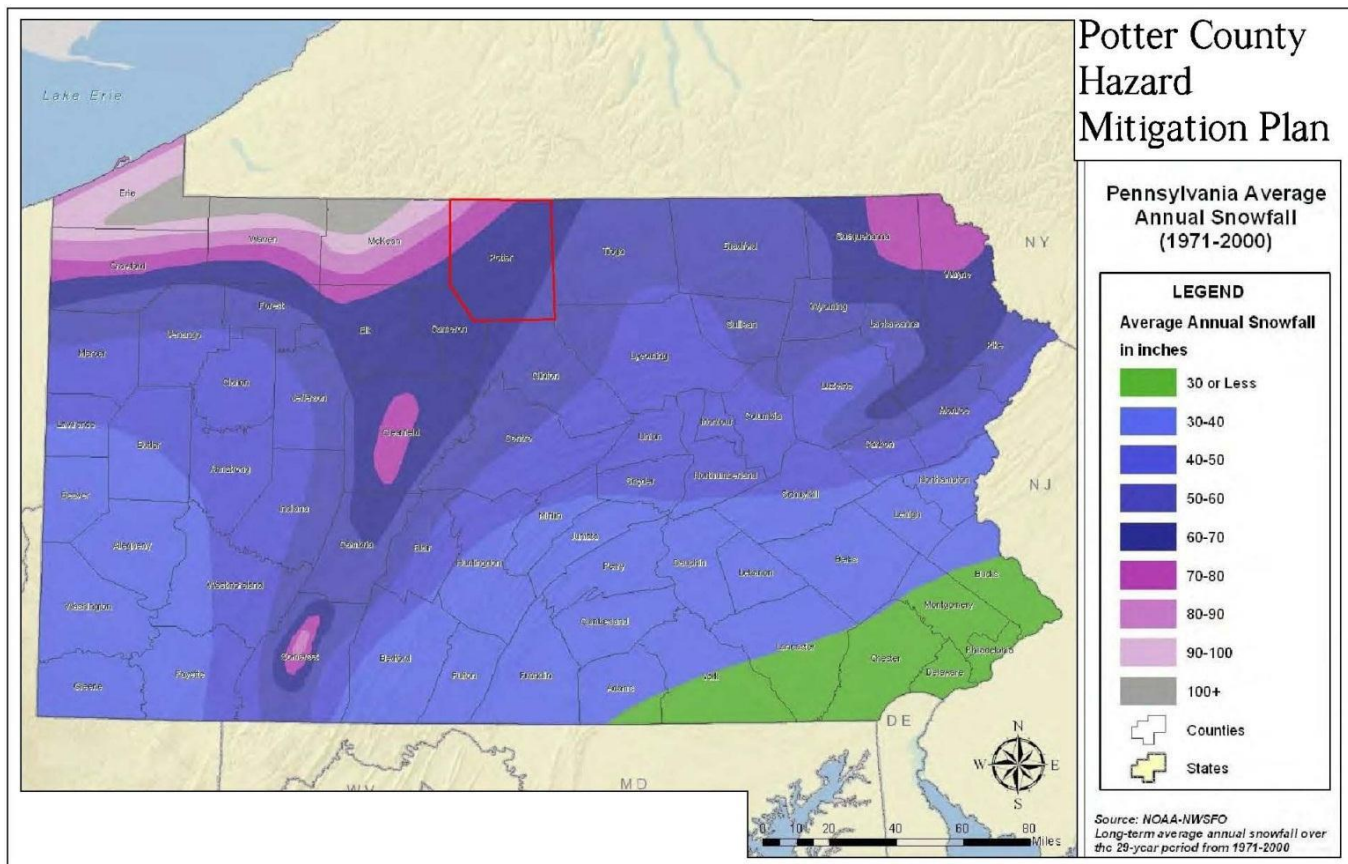 Potter County
Hazard
Mitigation Plan
Pennsylvania Average
Annual Snowfall
(1971-2000)
LEGEND
Average Annual Snowfall
in inches
30 or Less
30-40
40-50
50-60
60-70
70-80
80-90
90-100
100+
Counties
States
Source: NOAA-NWSFO
Long-term average annual snowfall over
the 29-year period from 1971-2000
Lake Erie
Erie
Crawford
Warren
McKean
Potter
Tioga
Bradford
Susquehanna
Wayne
NY
Forest
Elk
Cameron
Venango
Mercer
Clarion
Jefferson
Clinton
Lycoming
Sullivan
Wyoming
Lackawanna
Pike
Lawrence
Butler
Armstrong
Clearfield
Centre
Union
Montour
Columbia
Luzerne
Monroe
Carbon
Beaver
Indiana
Snyder
Northumberland
Schuylkill
Northampton
NJ
Allegheny
Cambria
Blair
Huntington
Mifflin
Juniata
Perry
Dauphin
Lebanon
Berks
Lehigh
Bucks
Washington
Westmoreland
Cumberland
Montgomery
Greene
Fayette
Somerset
Bedford
Fulton
Franklin
Adams
York
Lancaster
Chester
Delaware
Philadelphia
DE
WV
MD
N
W E
S
0 10 20 40 60 80
Miles